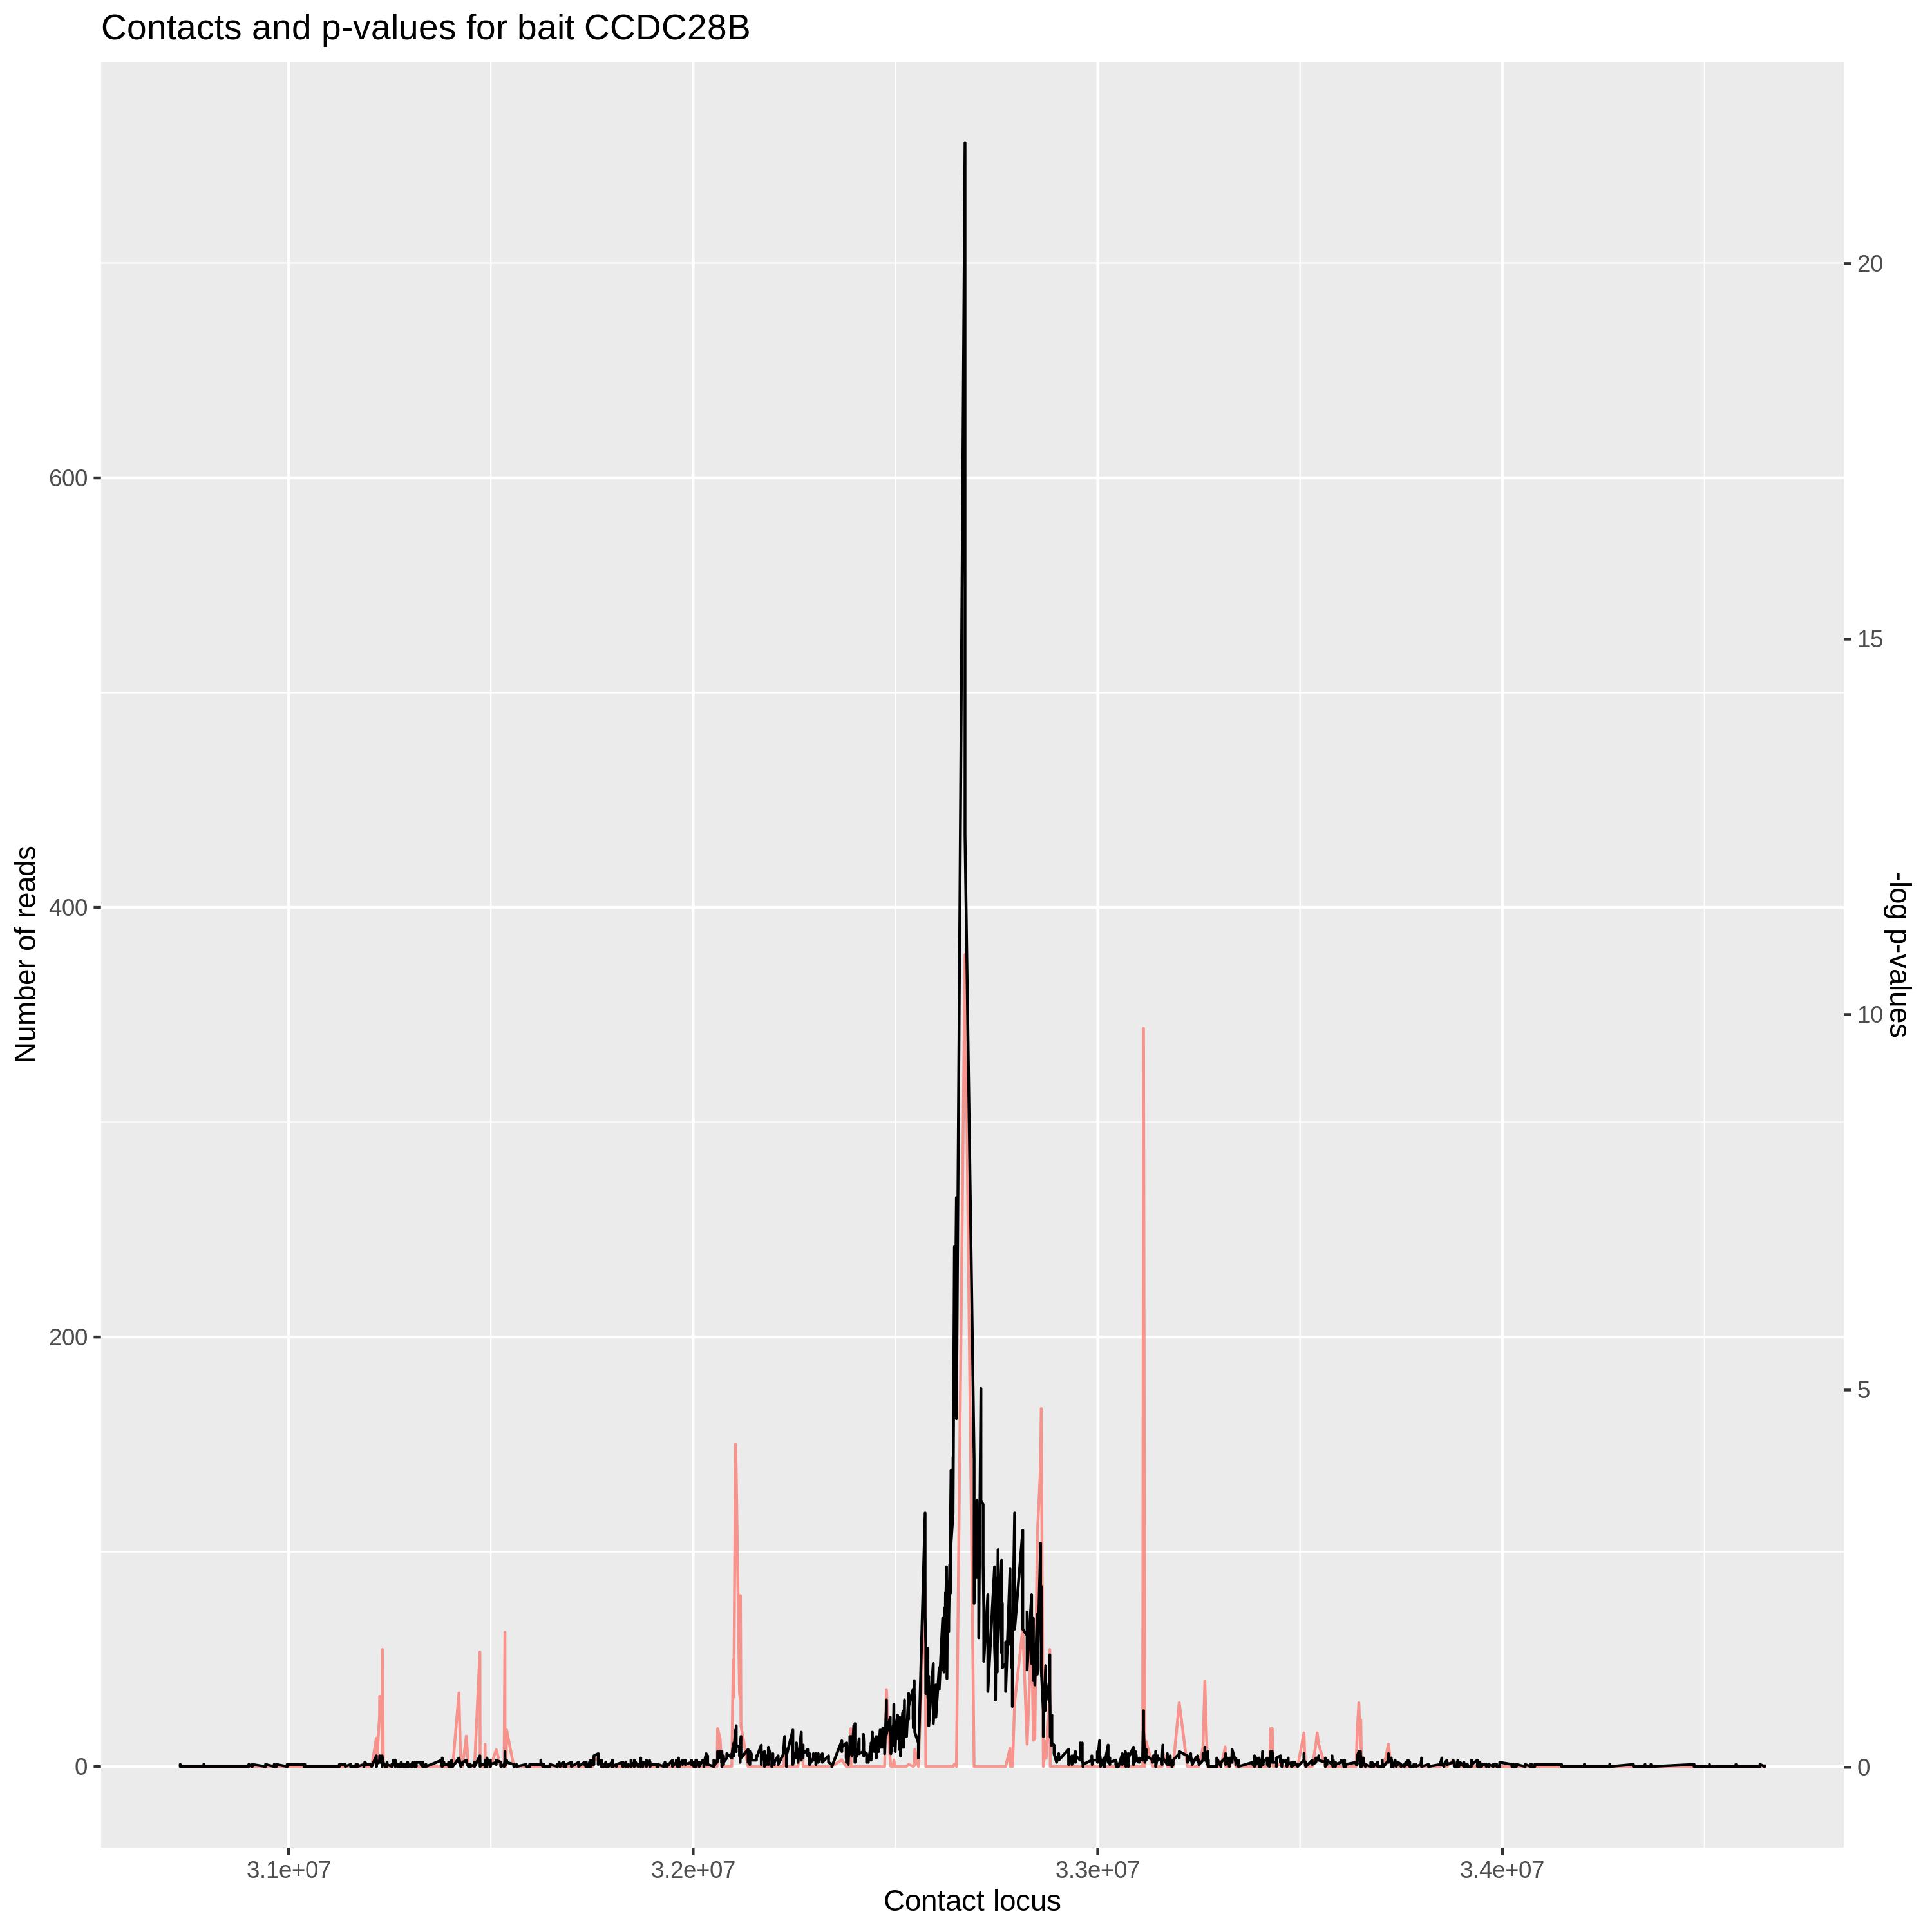 Contacts and p-values for bait CCDC28B
Number of reads
600
400
200
0
20
15
10
5
0
-log p-values
3.1e+07 3.2e+07 3.3e+07 3.4e+07
Contact locus